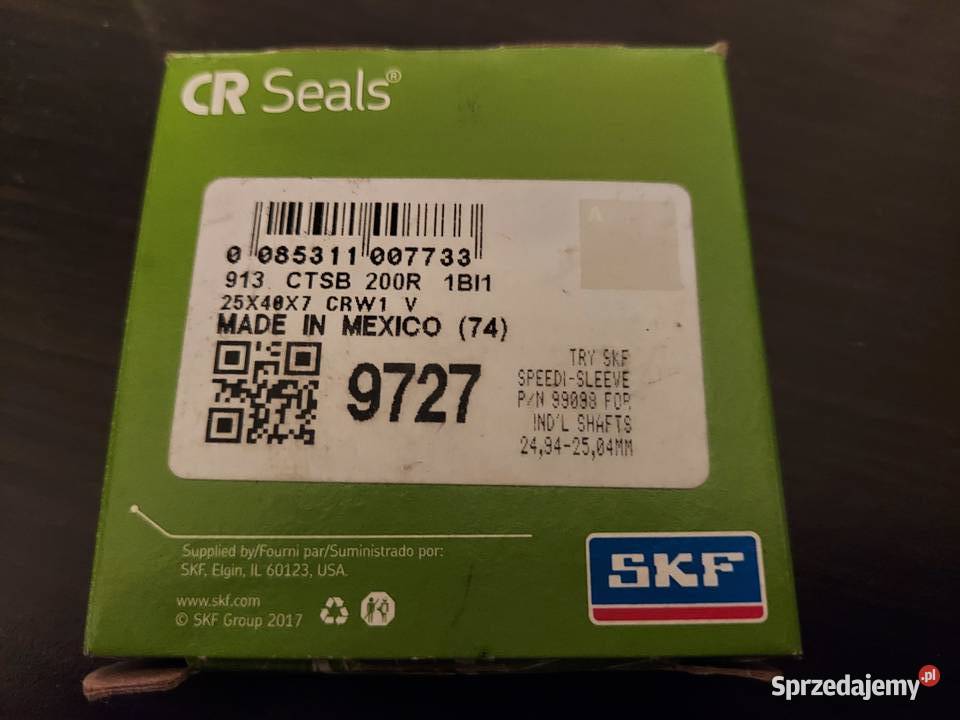 CR Seals®
A
0 085311 007733
913 CTSB 200R 1BI1
25X40X7 CRW1 V
MADE IN MEXICO (74)
9727
TRY SKF
SPEEDI-SLEEVE
P/N 99098 FOR
IND'L SHAFTS
24,94-25,04MM
Supplied by/Fourni par/Suministrado por:
SKF, Elgin, IL 60123, USA.
www.skf.com
© SKF Group 2017
SKF
Sprzedajemy.pl